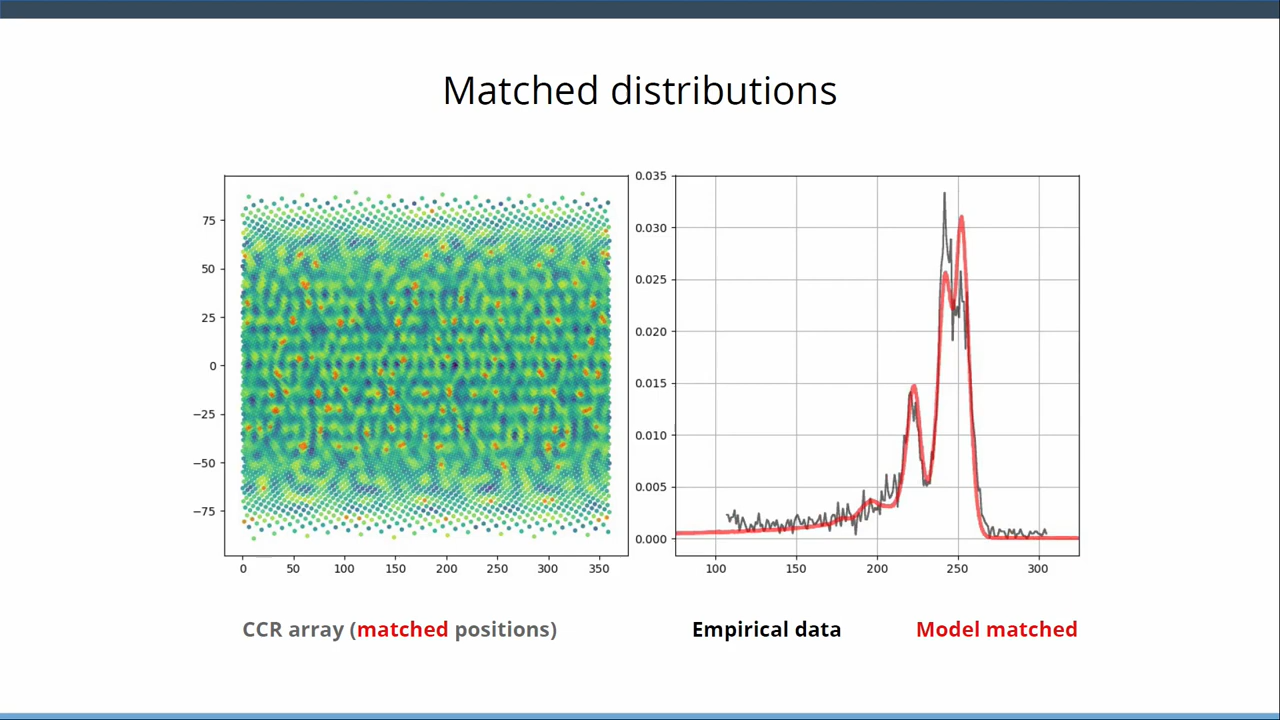 Matched distributions
75
50
25
0
−25
−50
−75
0 50 100 150 200 250 300 350
0.035
0.030
0.025
0.020
0.015
0.010
0.005
0.000
100 150 200 250 300
CCR array (matched positions)
Empirical data
Model matched